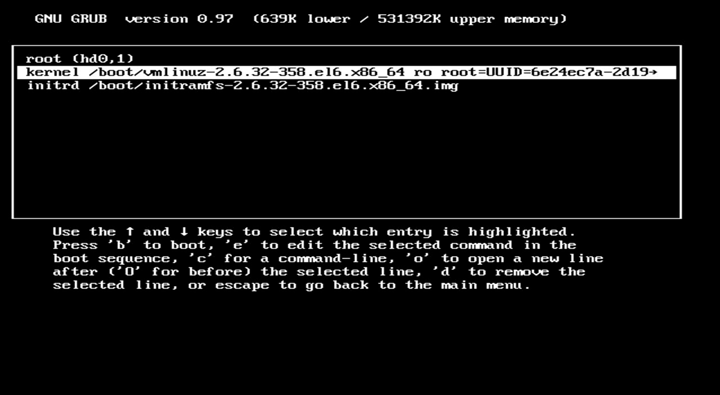 GNU GRUB  version 0.97  (639K lower / 531392K upper memory)
root (hd0,1)
kernel /boot/vmlinuz-2.6.32-358.el6.x86_64 ro root=UUID=6e24ec7a-2d19→
initrd /boot/initramfs-2.6.32-358.el6.x86_64.img
Use the ↑ and ↓ keys to select which entry is highlighted.
Press 'b' to boot, 'e' to edit the selected command in the
boot sequence, 'c' for a command-line, 'o' to open a new line
after ('O' for before) the selected line, 'd' to remove the
selected line, or escape to go back to the main menu.